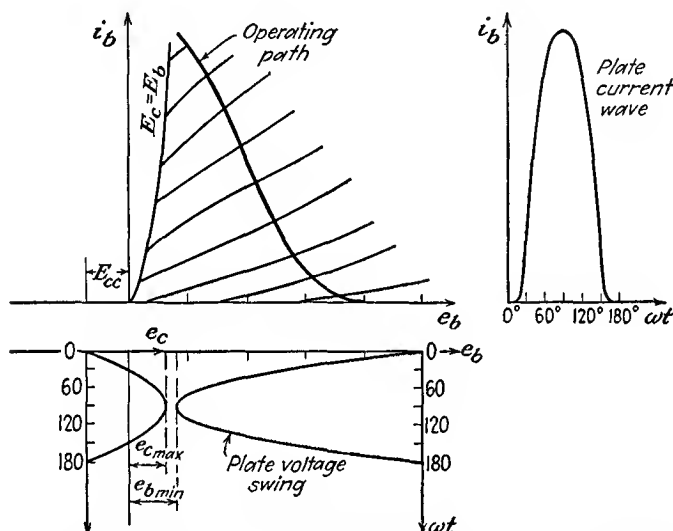 i_b
Operating
path
E_c = E_b
E_cc
e_b
i_b
Plate
current
wave
0° 60° 120° 180° ωt
e_c
0
60
120
180
0
60
120
180
e_b
e_c max
e_b min
Plate voltage
swing
ωt